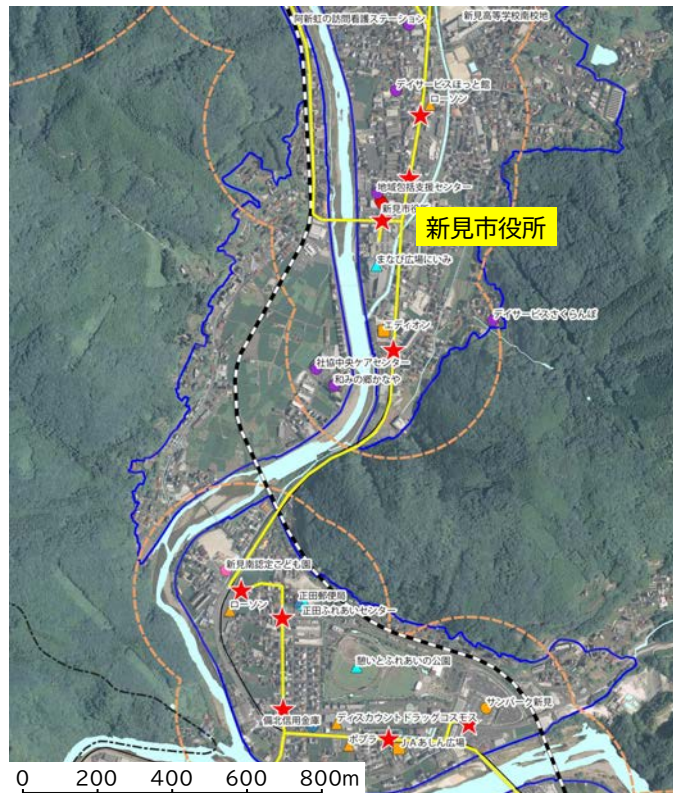 阿新虹の訪問看護ステーション
新見高等学校南校地
デイサービスほっと館
ローソン
地域包括支援センター
新見市役所
新見市役所
まなび広場にいみ
デイサービスさくらんぼ
エディオン
社協中央ケアセンター
和みの郷かなや
新見南認定こども園
正田郵便局
ローソン
正田ふれあいセンター
憩いとふれあいの公園
サンパーク新見
備北信用金庫
ディスカウントドラッグコスモス
ポプラ
JAあしん広場
0 200 400 600 800m